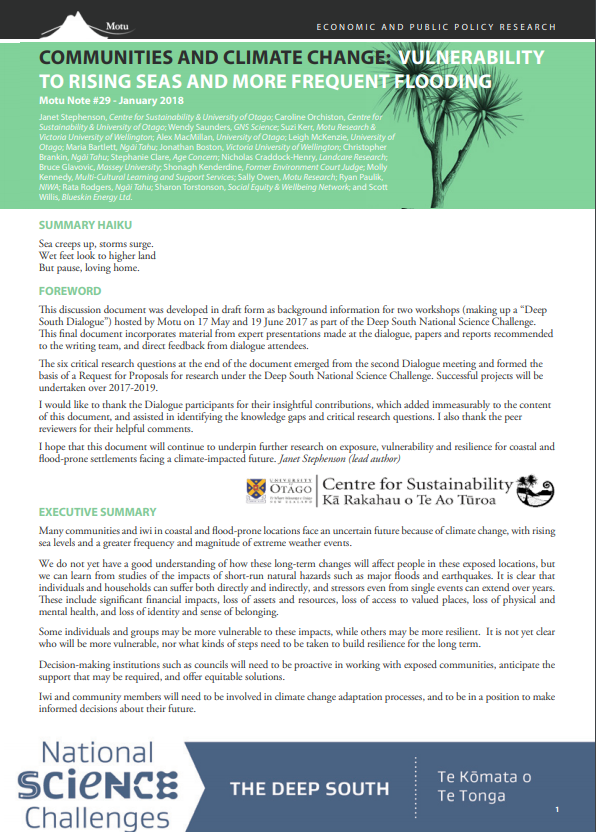 Motu
ECONOMIC AND PUBLIC POLICY RESEARCH
COMMUNITIES AND CLIMATE CHANGE: VULNERABILITY
TO RISING SEAS AND MORE FREQUENT FLOODING
Motu Note #29 - January 2018
Janet Stephenson, Centre for Sustainability & University of Otago; Caroline Orchiston, Centre for
Sustainability & University of Otago; Wendy Saunders, GNS Science; Suzi Kerr, Motu Research &
Victoria University of Wellington; Alex MacMillan, University of Otago; Leigh McKenzie, University of
Otago; Maria Bartlett, Ngāi Tahu; Jonathan Boston, Victoria University of Wellington; Christopher
Brankin, Ngāi Tahu; Stephanie Clare, Age Concern; Nicholas Craddock-Henry, Landcare Research;
Bruce Glavovic, Massey University; Shonagh Kenderdine, Former Environment Court Judge; Molly
Kennedy, Multi-Cultural Learning and Support Services; Sally Owen, Motu Research; Ryan Paulik,
NIWA; Rata Rodgers, Ngāi Tahu; Sharon Torstonson, Social Equity & Wellbeing Network; and Scott
Willis, Blueskin Energy Ltd.
SUMMARY HAIKU
Sea creeps up, storms surge.
Wet feet look to higher land
But pause, loving home.
FOREWORD
This discussion document was developed in draft form as background information for two workshops (making up a “Deep
South Dialogue”) hosted by Motu on 17 May and 19 June 2017 as part of the Deep South National Science Challenge.
This final document incorporates material from expert presentations made at the dialogue, papers and reports recommended
to the writing team, and direct feedback from dialogue attendees.
The six critical research questions at the end of the document emerged from the second Dialogue meeting and formed the
basis of a Request for Proposals for research under the Deep South National Science Challenge. Successful projects will be
undertaken over 2017-2019.
I would like to thank the Dialogue participants for their insightful contributions, which added immeasurably to the content
of this document, and assisted in identifying the knowledge gaps and critical research questions. I also thank the peer
reviewers for their helpful comments.
I hope that this document will continue to underpin further research on exposure, vulnerability and resilience for coastal and
flood-prone settlements facing a climate-impacted future. Janet Stephenson (lead author)
UNIVERSITY
of
OTAGO
NEW ZEALAND
Centre for Sustainability
Kā Rakahau o Te Ao Tūroa
EXECUTIVE SUMMARY
Many communities and iwi in coastal and flood-prone locations face an uncertain future because of climate change, with rising
sea levels and a greater frequency and magnitude of extreme weather events.
We do not yet have a good understanding of how these long-term changes will affect people in these exposed locations, but
we can learn from studies of the impacts of short-run natural hazards such as major floods and earthquakes. It is clear that
individuals and households can suffer both directly and indirectly, and stressors even from single events can extend over years.
These include significant financial impacts, loss of assets and resources, loss of access to valued places, loss of physical and
mental health, and loss of identity and sense of belonging.
Some individuals and groups may be more vulnerable to these impacts, while others may be more resilient. It is not yet clear
who will be more vulnerable, nor what kinds of steps need to be taken to build resilience for the long term.
Decision-making institutions such as councils will need to be proactive in working with exposed communities, anticipate the
support that may be required, and offer equitable solutions.
Iwi and community members will need to be involved in climate change adaptation processes, and to be in a position to make
informed decisions about their future.
National
SCIENCE
Challenges
THE DEEP SOUTH
Te Kōmata o
Te Tonga
1